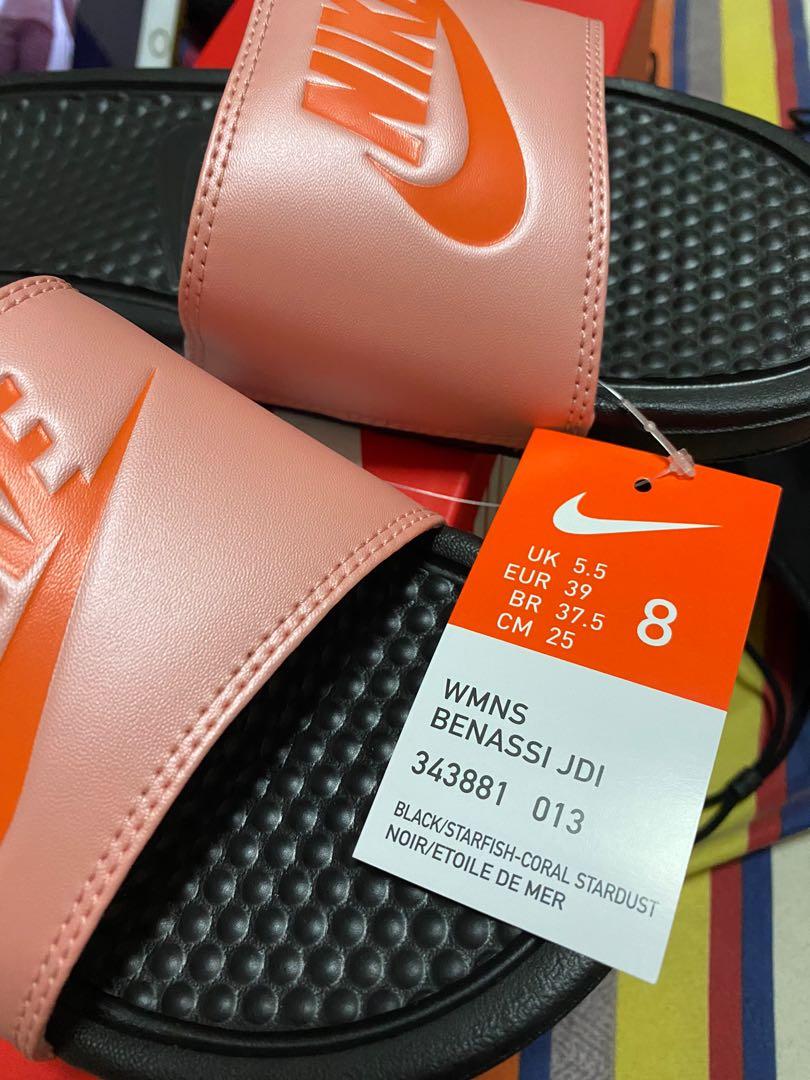 NIKE
UK 5.5
EUR 39
BR 37.5
CM 25
8
WMNS
BENASSI JDI
343881 013
BLACK/STARFISH-CORAL STARDUST
NOIR/ETOILE DE MER